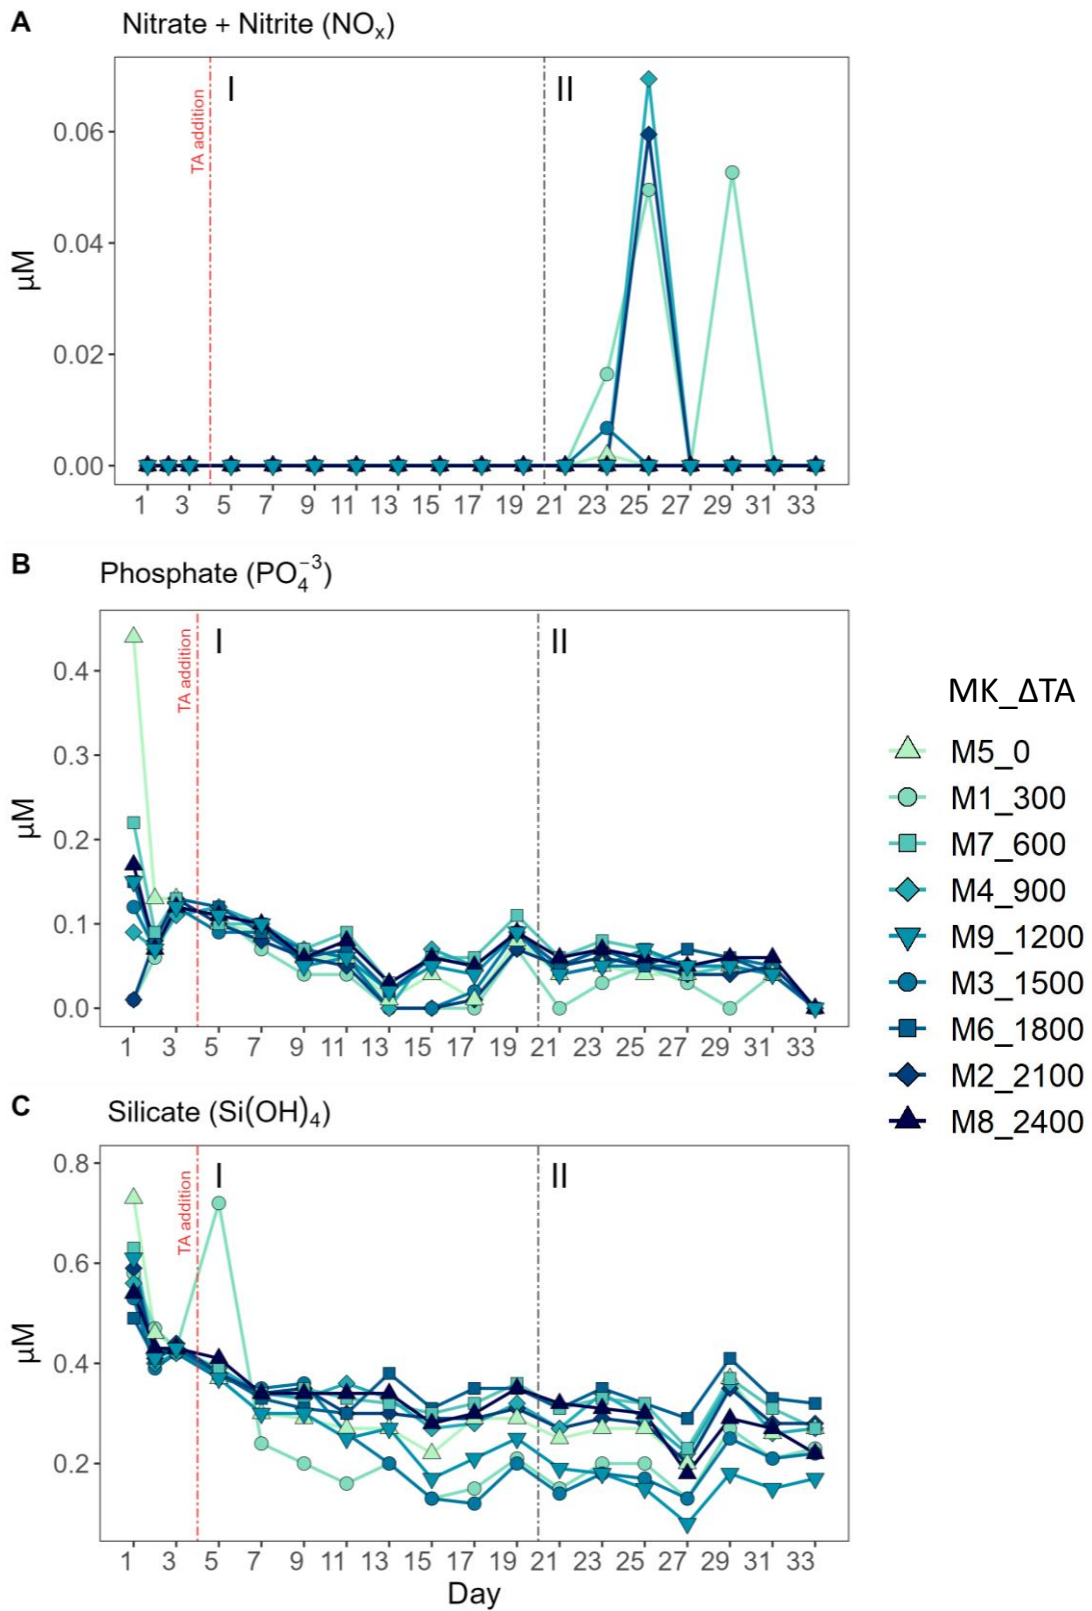 A Nitrate + Nitrite (NOₓ)
TA addition
I
II
µM
0.06
0.04
0.02
0.00
1 3 5 7 9 11 13 15 17 19 21 23 25 27 29 31 33
B Phosphate (PO₄⁻³)
TA addition
I
II
µM
0.4
0.3
0.2
0.1
0.0
1 3 5 7 9 11 13 15 17 19 21 23 25 27 29 31 33
MK_ΔTA
M5_0
M1_300
M7_600
M4_900
M9_1200
M3_1500
M6_1800
M2_2100
M8_2400
C Silicate (Si(OH)₄)
TA addition
I
II
µM
0.8
0.6
0.4
0.2
1 3 5 7 9 11 13 15 17 19 21 23 25 27 29 31 33
Day